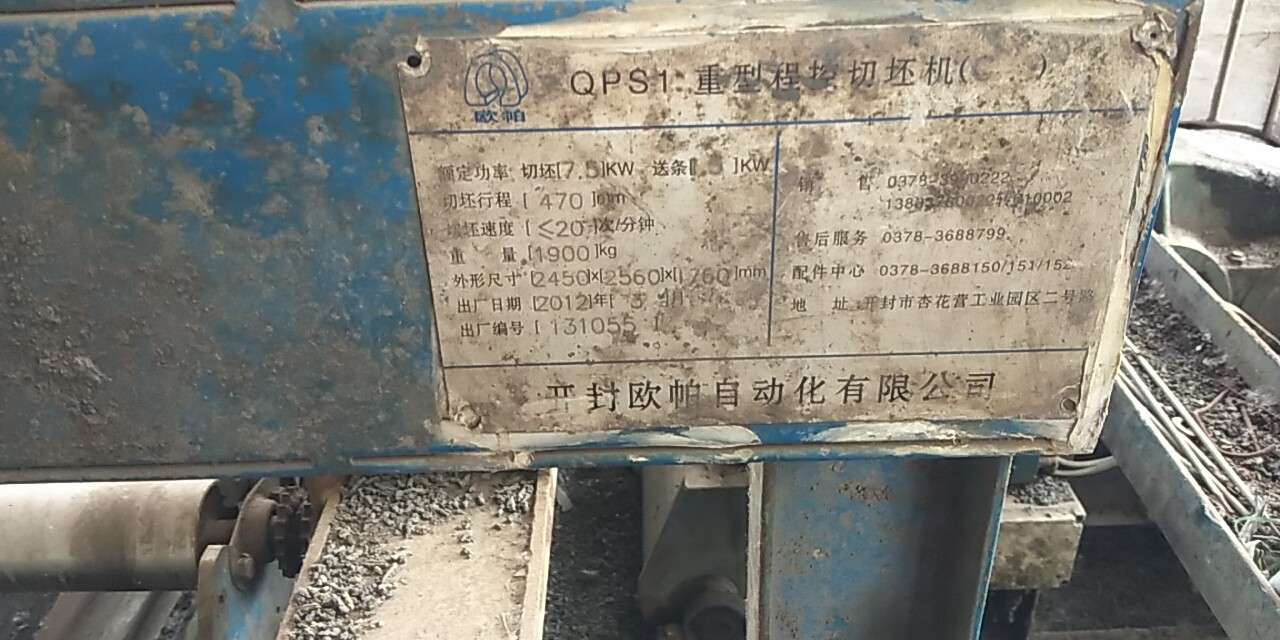 欧帕
QPS1 重型程控切坯机( )
额定功率 切坯[7.5]KW 送条[ ]KW
切坯行程 [ 470 ]mm
切坯速度 [≤20]次/分钟
重 量 [1900]kg
外形尺寸 [2450]x[2560]x[1760]mm
出厂日期 [2012]年[ 3 ]月
出厂编号 [ 131055 ]
销 售
售后服务 0378-3688799
配件中心 0378-3688150/151/152
地 址:开封市杏花营工业园区二号路
开封欧帕自动化有限公司